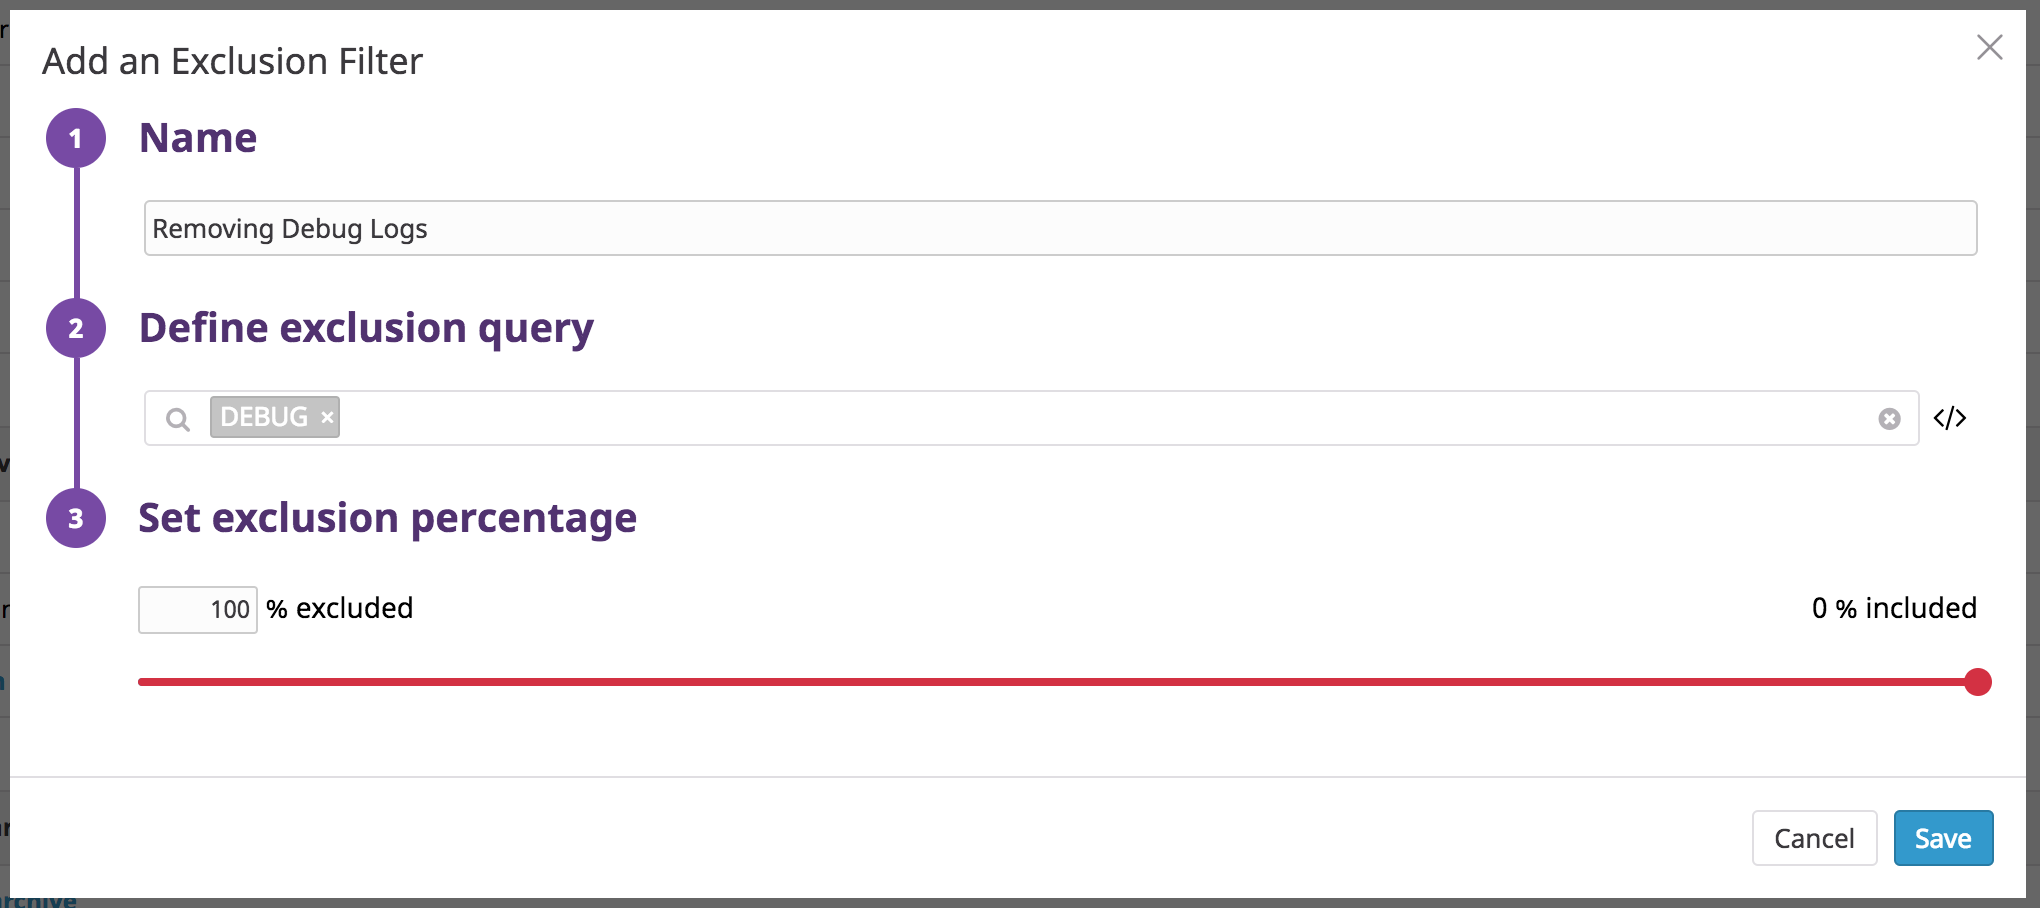 Add an Exclusion Filter
1 Name
Removing Debug Logs
2 Define exclusion query
DEBUG ×
</>
3 Set exclusion percentage
100 % excluded
0 % included
Cancel
Save